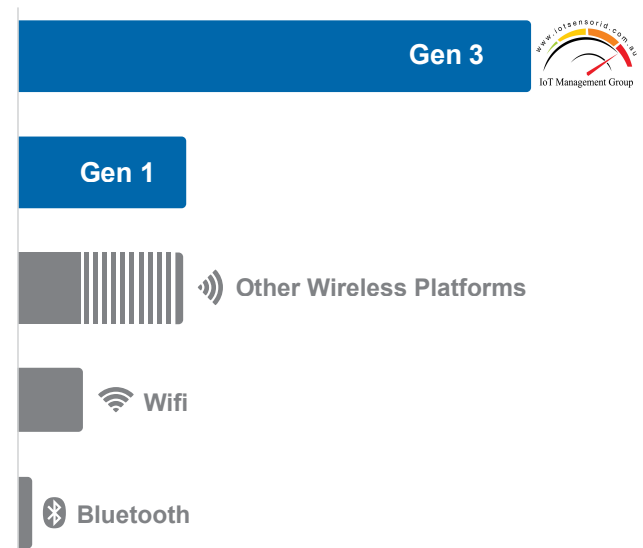 Gen 3
www.iotsensorid.com.au
IoT Management Group
Gen 1
Other Wireless Platforms
Wifi
Bluetooth